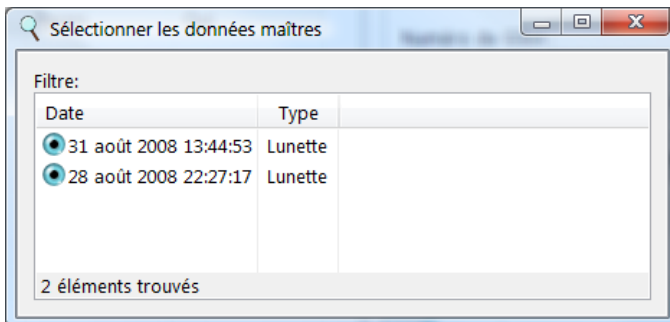 Sélectionner les données maîtres
Filtre:
Date Type
31 août 2008 13:44:53 Lunette
28 août 2008 22:27:17 Lunette
2 éléments trouvés